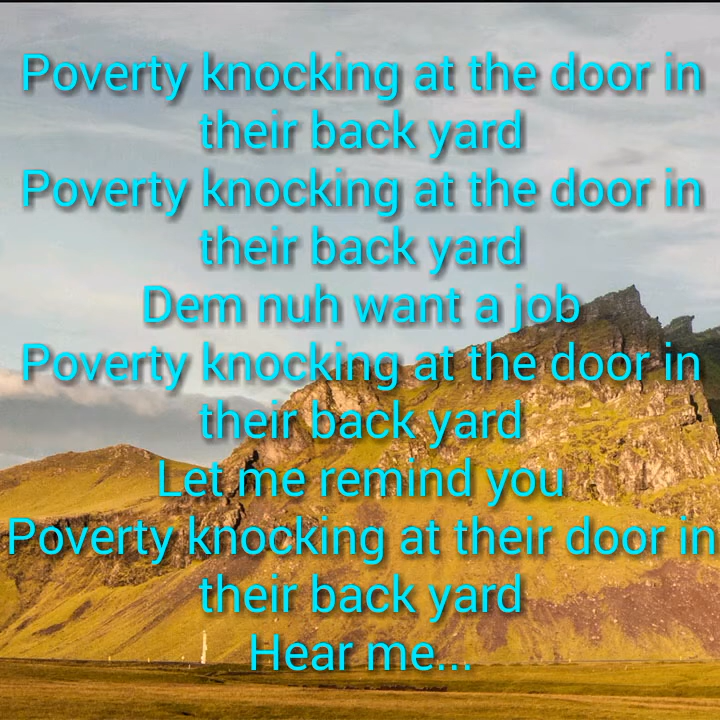 Poverty knocking at the door in
their back yard
Poverty knocking at the door in
their back yard
Dem nuh want a job
Poverty knocking at the door in
their back yard
Let me remind you
Poverty knocking at their door in
their back yard
Hear me...